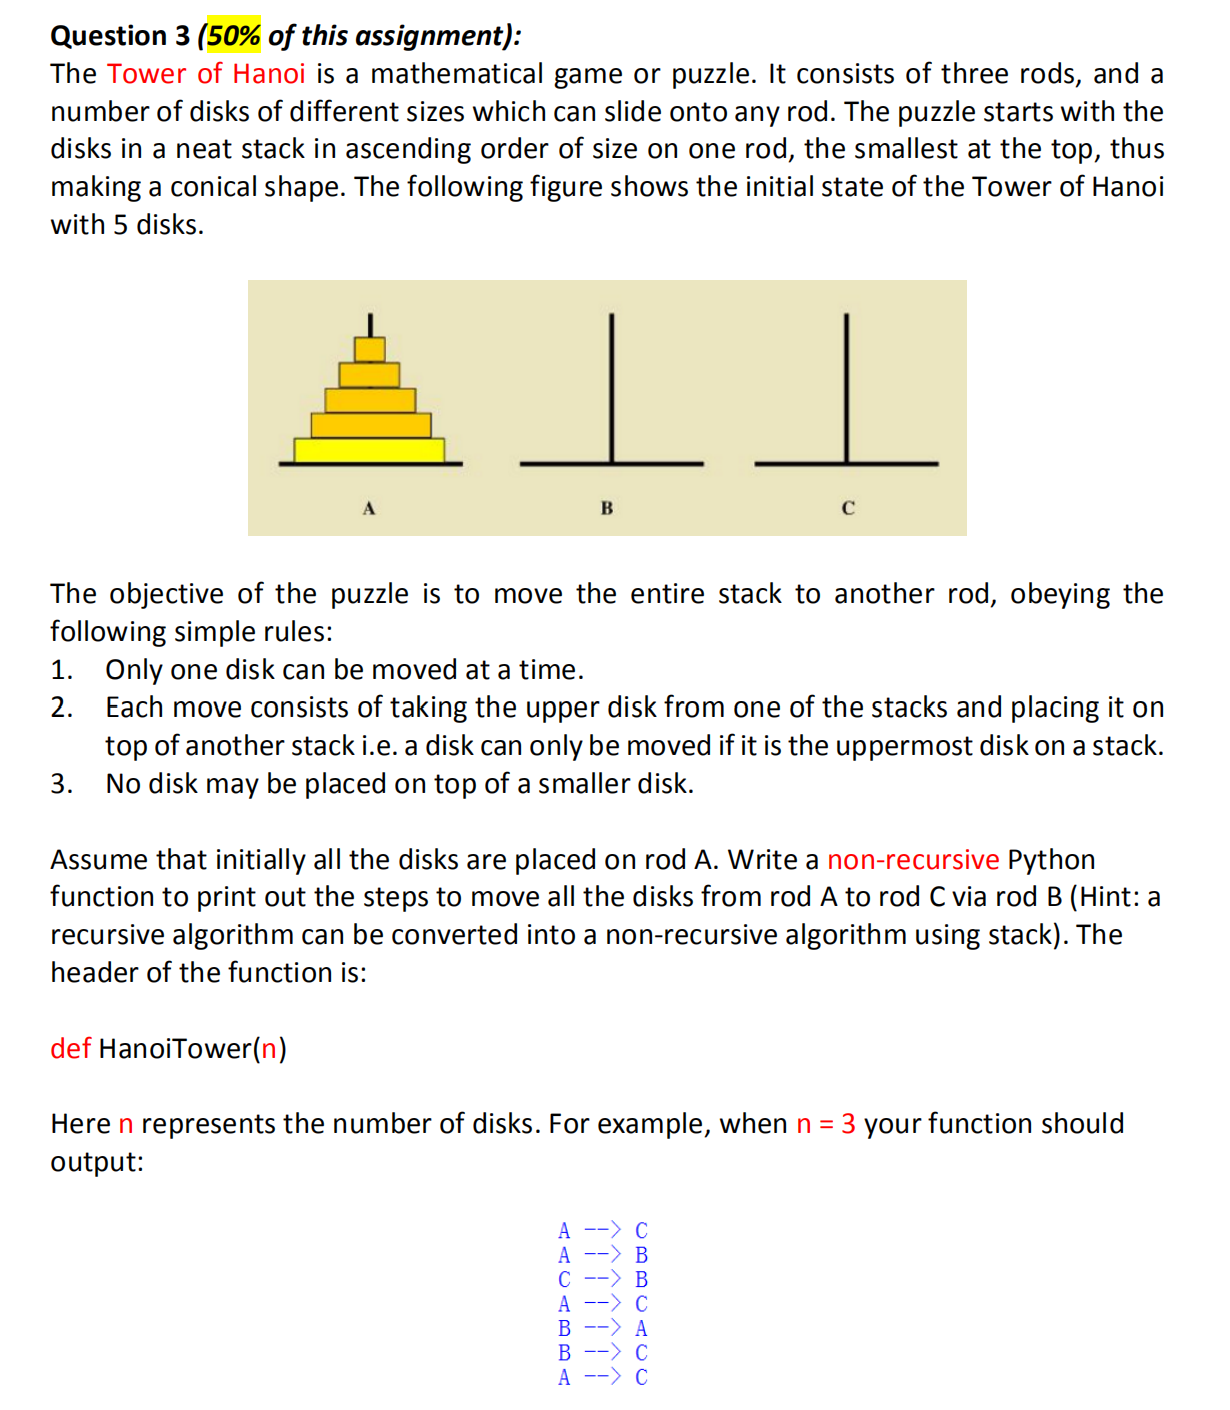 Question 3 (50% of this assignment):
The Tower of Hanoi is a mathematical game or puzzle. It consists of three rods, and a
number of disks of different sizes which can slide onto any rod. The puzzle starts with the
disks in a neat stack in ascending order of size on one rod, the smallest at the top, thus
making a conical shape. The following figure shows the initial state of the Tower of Hanoi
with 5 disks.
A B C
The objective of the puzzle is to move the entire stack to another rod, obeying the
following simple rules:
1. Only one disk can be moved at a time.
2. Each move consists of taking the upper disk from one of the stacks and placing it on
top of another stack i.e. a disk can only be moved if it is the uppermost disk on a stack.
3. No disk may be placed on top of a smaller disk.
Assume that initially all the disks are placed on rod A. Write a non-recursive Python
function to print out the steps to move all the disks from rod A to rod C via rod B (Hint: a
recursive algorithm can be converted into a non-recursive algorithm using stack). The
header of the function is:
def HanoiTower(n)
Here n represents the number of disks. For example, when n = 3 your function should
output:
A --> C
A --> B
C --> B
A --> C
B --> A
B --> C
A --> C